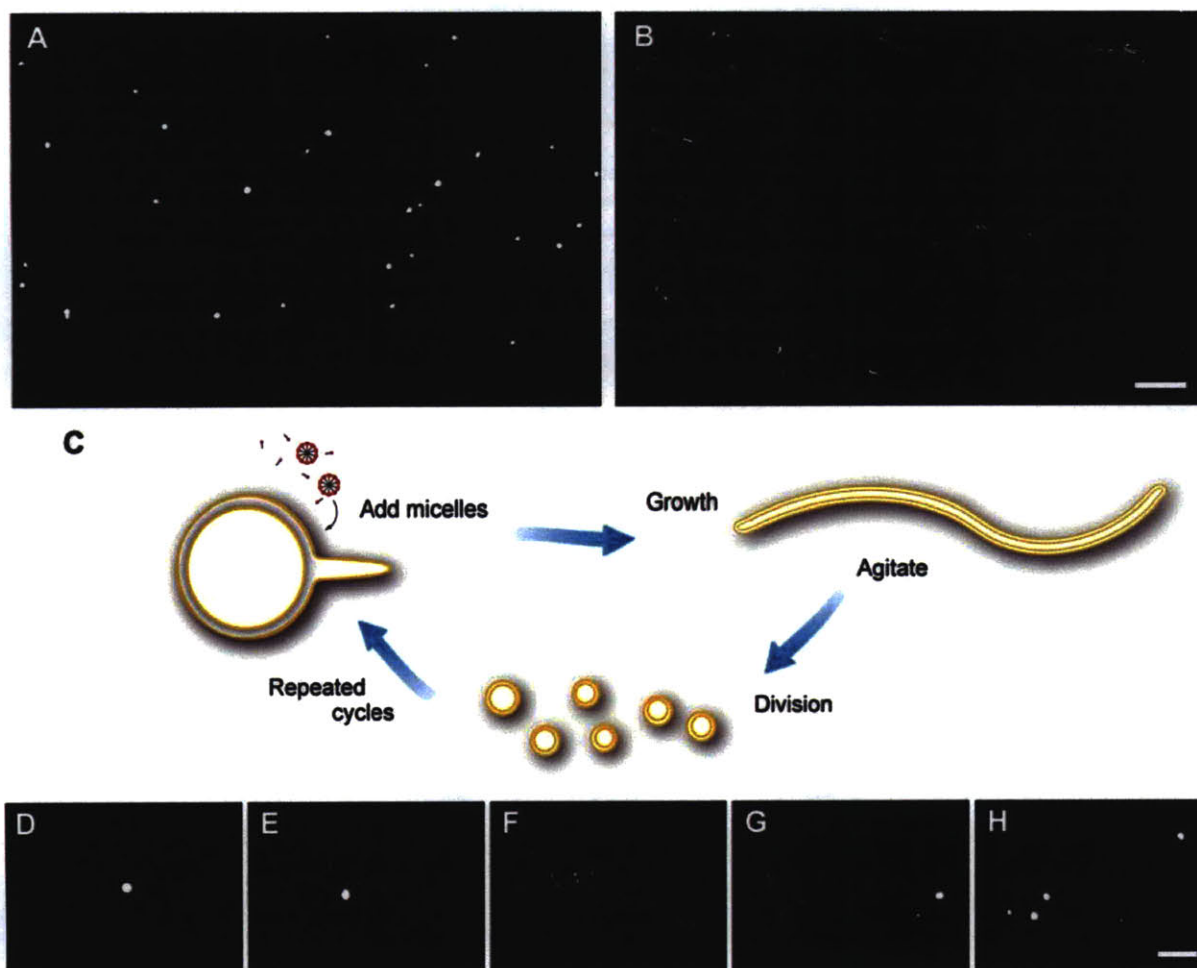 A
B
C
Add micelles
Growth
Agitate
Division
Repeated
cycles
D
E
F
G
H